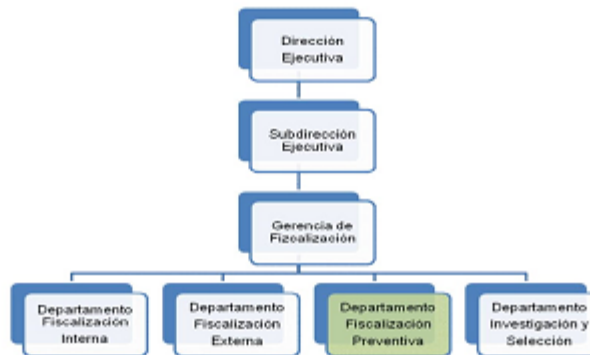 Dirección
Ejecutiva
Subdirección
Ejecutiva
Gerencia de
Fizcalización
Departamento
Fiscalización
Interna
Departamento
Fiscalización
Externa
Departamento
Fiscalización
Preventiva
Departamento
Investigación y
Selección